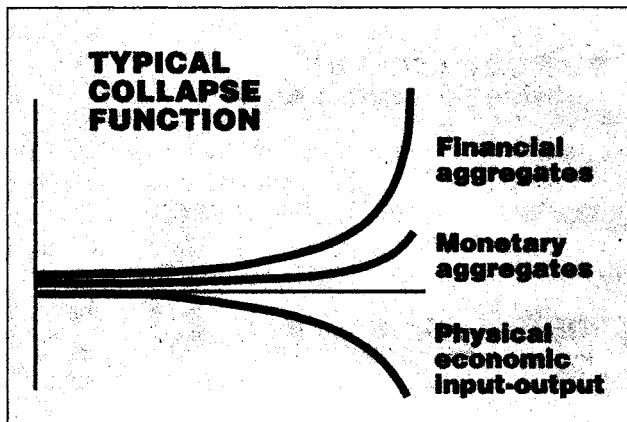 TYPICAL
COLLAPSE
FUNCTION
Financial
aggregates
Monetary
aggregates
Physical
economic
input-output